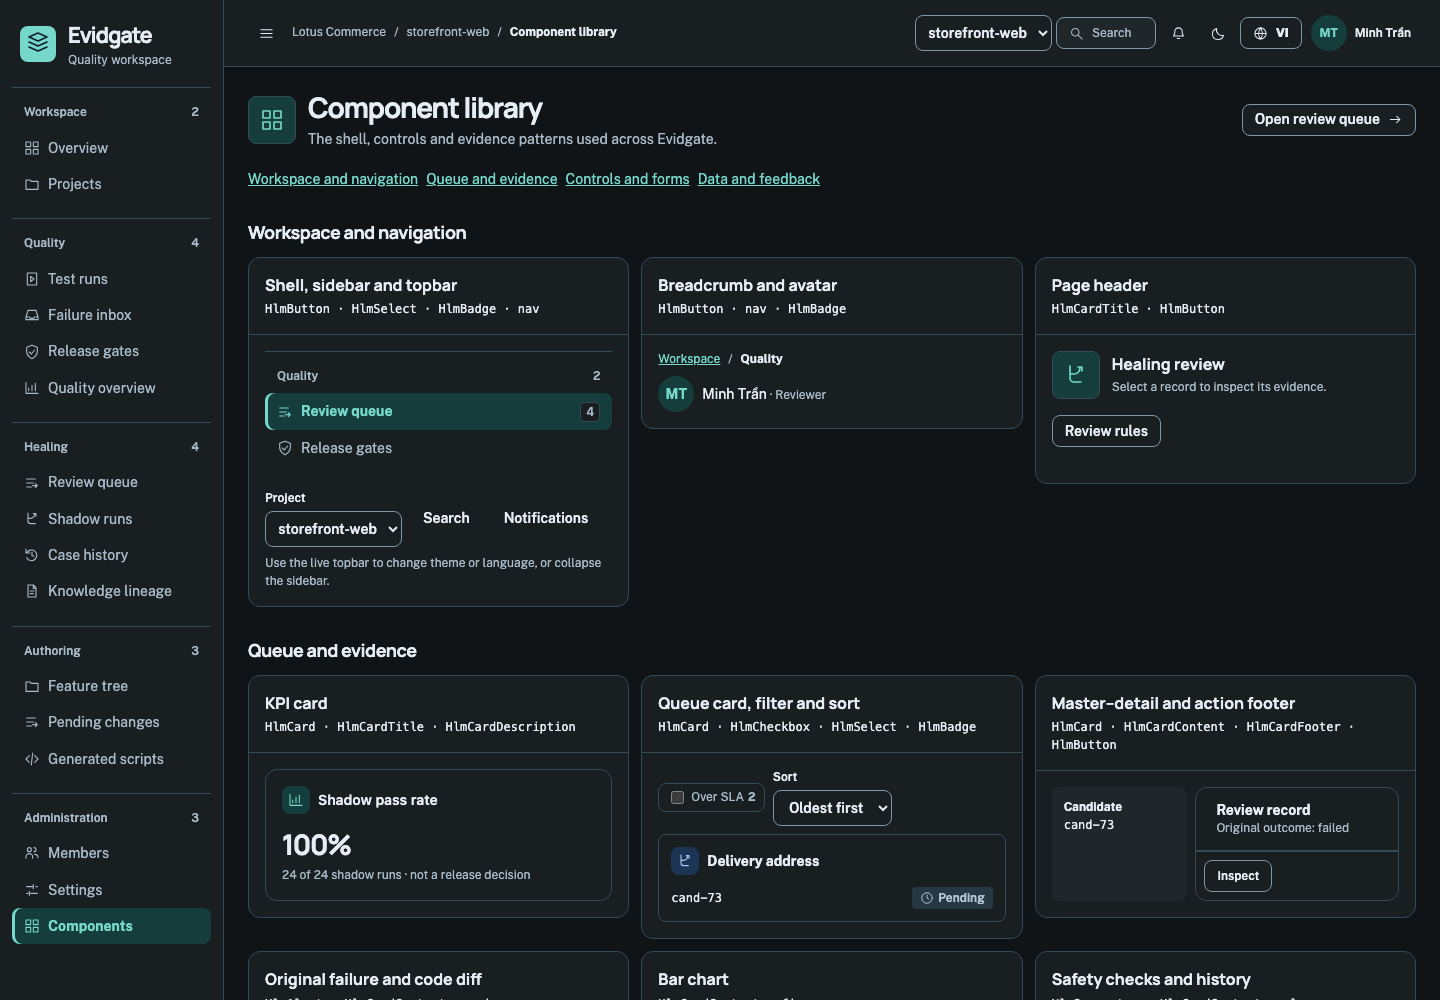 Evidgate
Quality workspace
Workspace 2
Overview
Projects
Quality 4
Test runs
Failure inbox
Release gates
Quality overview
Healing 4
Review queue
Shadow runs
Case history
Knowledge lineage
Authoring 3
Feature tree
Pending changes
Generated scripts
Administration 3
Members
Settings
Components
Lotus Commerce / storefront-web / Component library
storefront-web
Search
VI
MT
Minh Trần
Component library
The shell, controls and evidence patterns used across Evidgate.
Open review queue →
Workspace and navigation Queue and evidence Controls and forms Data and feedback
Workspace and navigation
Shell, sidebar and topbar
HlmButton · HlmSelect · HlmBadge · nav
Quality 2
Review queue 4
Release gates
Project
storefront-web
Search
Notifications
Use the live topbar to change theme or language, or collapse
the sidebar.
Breadcrumb and avatar
HlmButton · nav · HlmBadge
Workspace / Quality
MT Minh Trần · Reviewer
Page header
HlmCardTitle · HlmButton
Healing review
Select a record to inspect its evidence.
Review rules
Queue and evidence
KPI card
HlmCard · HlmCardTitle · HlmCardDescription
Shadow pass rate
100%
24 of 24 shadow runs · not a release decision
Queue card, filter and sort
HlmCard · HlmCheckbox · HlmSelect · HlmBadge
Over SLA 2
Sort
Oldest first
Delivery address
cand-73
Pending
Master-detail and action footer
HlmCard · HlmCardContent · HlmCardFooter ·
HlmButton
Candidate
cand-73
Review record
Original outcome: failed
Inspect
Original failure and code diff
Bar chart
Safety checks and history